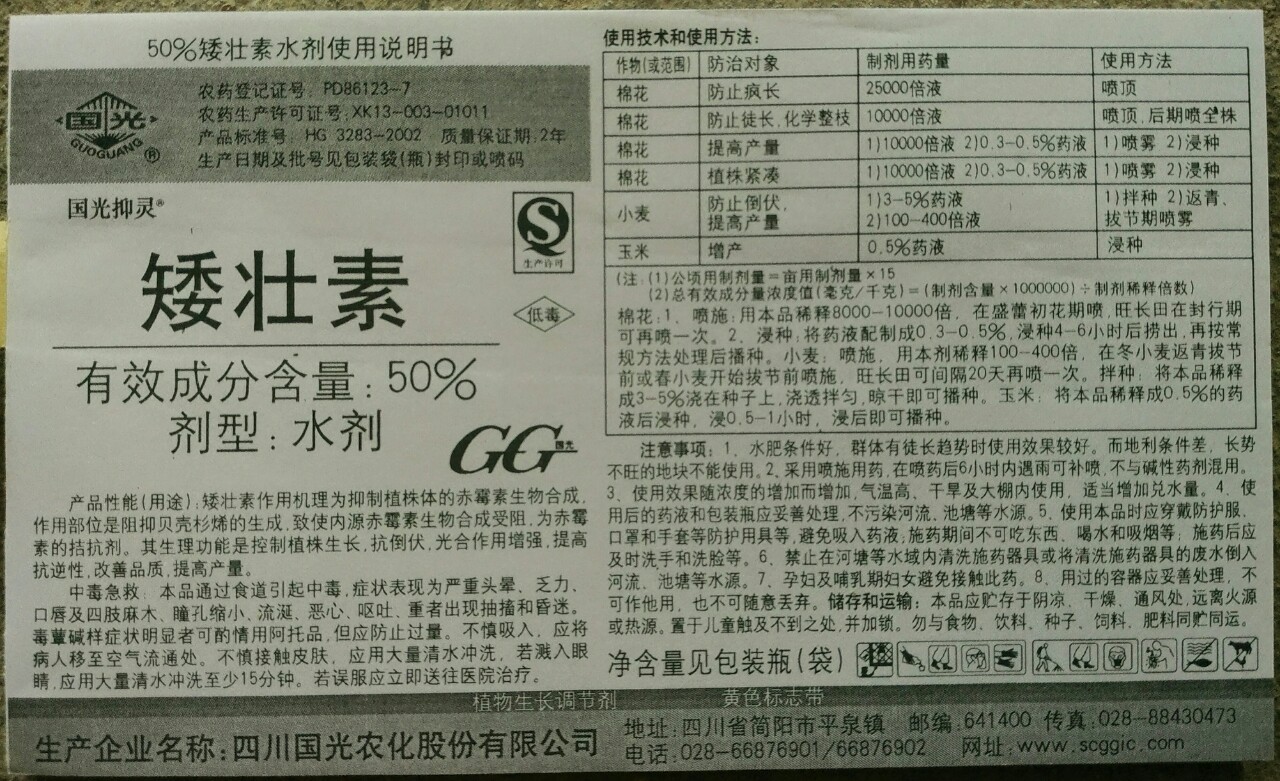 50%矮壮素水剂使用说明书
农药登记证号: PD86123-7
农药生产许可证号:XK13-003-01011
产品标准号: HG 3283-2002 质量保证期:2年
生产日期及批号见包装袋(瓶)封印或喷码
国光
GUOGUANG®
国光抑灵®
生产许可
矮壮素
低毒
有效成分含量:50%
剂型:水剂
GG国光
产品性能(用途):矮壮素作用机理为抑制植株体的赤霉素生物合成,
作用部位是阻抑贝壳杉烯的生成,致使内源赤霉素生物合成受阻,为赤霉
素的拮抗剂。其生理功能是控制植株生长,抗倒伏,光合作用增强,提高
抗逆性,改善品质,提高产量。
中毒急救:本品通过食道引起中毒,症状表现为严重头晕、乏力、
口唇及四肢麻木、瞳孔缩小、流涎、恶心、呕吐、重者出现抽搐和昏迷。
毒蕈碱样症状明显者可酌情用阿托品,但应防止过量。不慎吸入,应将
病人移至空气流通处。不慎接触皮肤,应用大量清水冲洗,若溅入眼
睛,应用大量清水冲洗至少15分钟。若误服应立即送往医院治疗。
使用技术和使用方法:
作物(或范围) 防治对象 制剂用药量 使用方法
棉花 防止疯长 25000倍液 喷顶
棉花 防止徒长,化学整枝 10000倍液 喷顶,后期喷全株
棉花 提高产量 1)10000倍液 2)0.3-0.5%药液 1)喷雾 2)浸种
棉花 植株紧凑 1)10000倍液 2)0.3-0.5%药液 1)喷雾 2)浸种
小麦 防止倒伏, 提高产量 1)3-5%药液 2)100-400倍液 1)拌种 2)返青、拔节期喷雾
玉米 增产 0.5%药液 浸种
(注:(1)公顷用制剂量=亩用制剂量×15
(2)总有效成分量浓度值(毫克/千克)=(制剂含量×1000000)÷制剂稀释倍数)
棉花:1、喷施:用本品稀释8000-10000倍,在盛蕾初花期喷,旺长田在封行期
可再喷一次。2、浸种:将药液配制成0.3-0.5%,浸种4-6小时后捞出,再按常
规方法处理后播种。小麦:喷施,用本剂稀释100-400倍,在冬小麦返青拔节
前或春小麦开始拔节前喷施,旺长田可间隔20天再喷一次。拌种:将本品稀释
成3-5%浇在种子上,浇透拌匀,晾干即可播种。玉米:将本品稀释成0.5%的药
液后浸种,浸0.5-1小时,浸后即可播种。
注意事项:1、水肥条件好,群体有徒长趋势时使用效果较好。而地利条件差,长势
不旺的地块不能使用。2、采用喷施用药,在喷药后6小时内遇雨可补喷,不与碱性药剂混用。
3、使用效果随浓度的增加而增加,气温高、干旱及大棚内使用,适当增加兑水量。4、使
用后的药液和包装瓶应妥善处理,不污染河流、池塘等水源。5、使用本品时应穿戴防护服、
口罩和手套等防护用具等,避免吸入药液;施药期间不可吃东西、喝水和吸烟等;施药后应
及时洗手和洗脸等。6、禁止在河塘等水域内清洗施药器具或将清洗施药器具的废水倒入
河流、池塘等水源。7、孕妇及哺乳期妇女避免接触此药。8、用过的容器应妥善处理,不
可作他用,也不可随意丢弃。储存和运输:本品应贮存于阴凉、干燥、通风处,远离火源
或热源。置于儿童触及不到之处,并加锁。勿与食物、饮料、种子、饲料、肥料同贮同运。
净含量见包装瓶(袋)
植物生长调节剂 黄色标志带
生产企业名称:四川国光农化股份有限公司
地址:四川省简阳市平泉镇 邮编:641400 传真:028-88430473
电话:028-66876901/66876902 网址:www.scggic.com